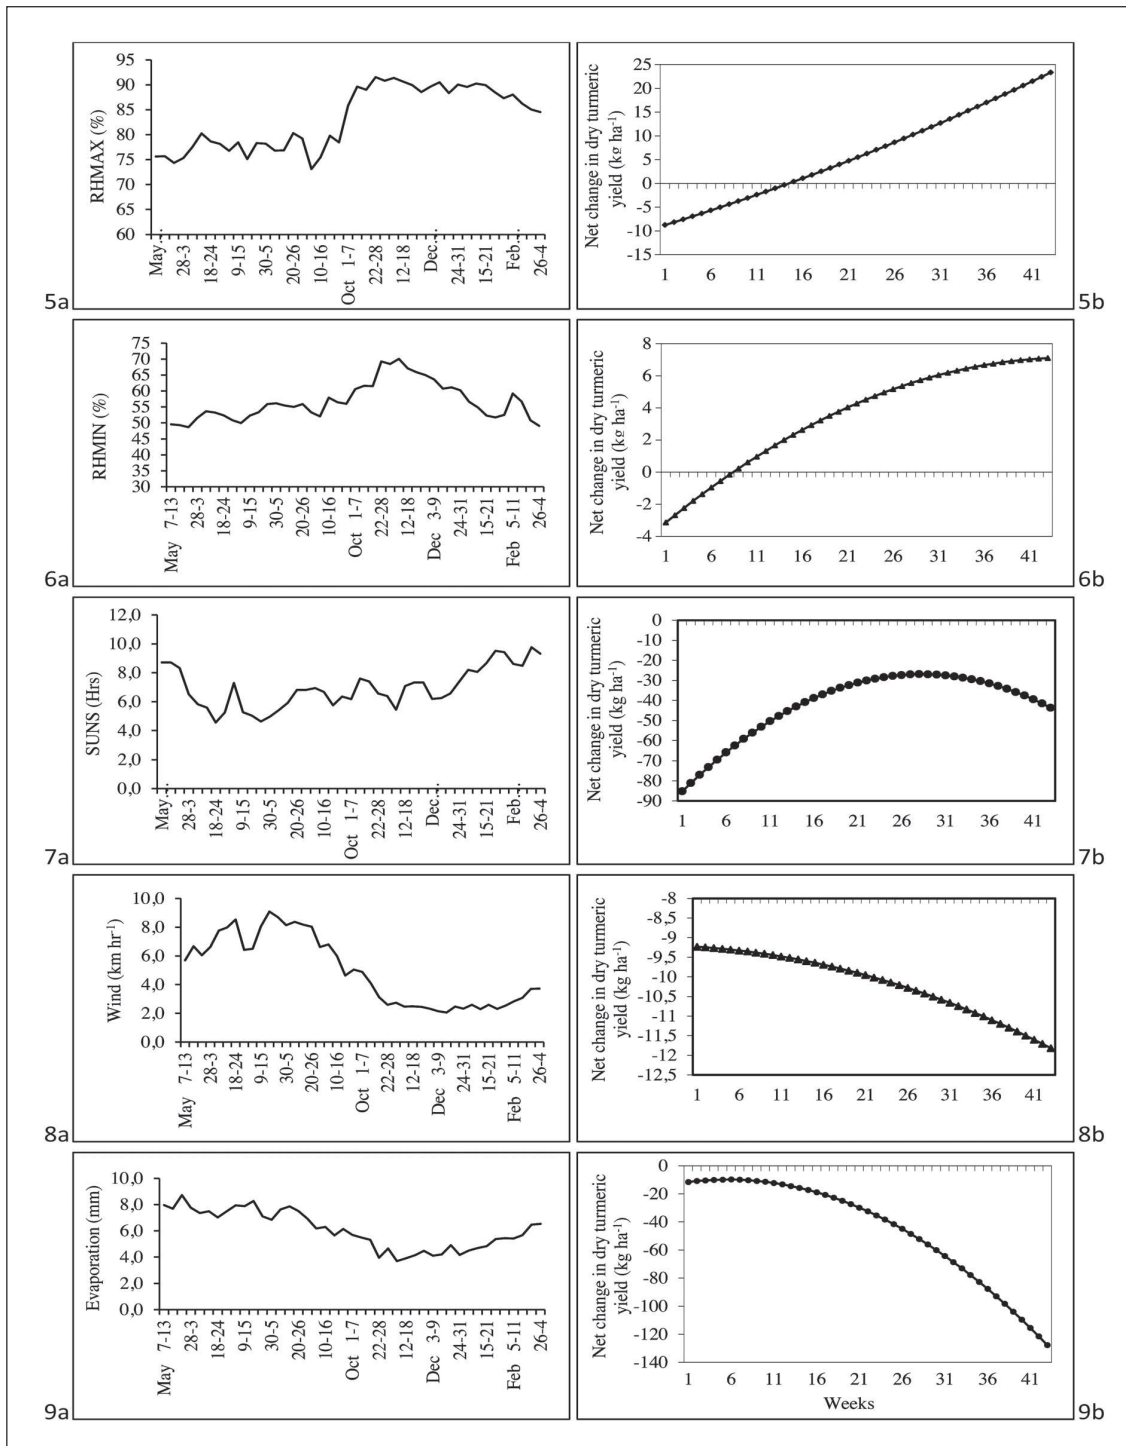 95
90
85
80
75
70
65
60
RHMAX (%)
May...
28-3
18-24
9-15
30-5
20-26
10-16
Oct 1-7
22-28
12-18
Dec...
24-31
15-21
Feb...
26-4
5a
25
20
15
10
5
0
-5
-10
-15
Net change in dry turmeric
yield (kg ha-1)
1 6 11 16 21 26 31 36 41
5b
75
70
65
60
55
50
45
40
35
30
RHMIN (%)
May 7-13
28-3
18-24
9-15
30-5
20-26
10-16
Oct 1-7
22-28
12-18
Dec 3-9
24-31
15-21
Feb 5-11
26-4
6a
8
6
4
2
0
-2
-4
Net change in dry turmeric
yield (kg ha-1)
1 6 11 16 21 26 31 36 41
6b
12,0
10,0
8,0
6,0
4,0
2,0
0,0
SUNS (Hrs)
May...
28-3
18-24
9-15
30-5
20-26
10-16
Oct 1-7
22-28
12-18
Dec...
24-31
15-21
Feb...
26-4
7a
0
-10
-20
-30
-40
-50
-60
-70
-80
-90
Net change in dry turmeric
yield (kg ha-1)
1 6 11 16 21 26 31 36 41
7b
10,0
8,0
6,0
4,0
2,0
0,0
Wind (km hr-1)
May 7-13
28-3
18-24
9-15
30-5
20-26
10-16
Oct 1-7
22-28
12-18
Dec 3-9
24-31
15-21
Feb 5-11
26-4
8a
-8
-8,5
-9
-9,5
-10
-10,5
-11
-11,5
-12
-12,5
Net change in dry turmeric
yield (kg ha-1)
1 6 11 16 21 26 31 36 41
8b
10,0
8,0
6,0
4,0
2,0
0,0
Evaporation (mm)
May 7-13
28-3
18-24
9-15
30-5
20-26
10-16
Oct 1-7
22-28
12-18
Dec 3-9
24-31
15-21
Feb 5-11
26-4
9a
0
-20
-40
-60
-80
-100
-120
-140
Net change in dry turmeric
yield (kg ha-1)
1 6 11 16 21 26 31 36 41
Weeks
9b